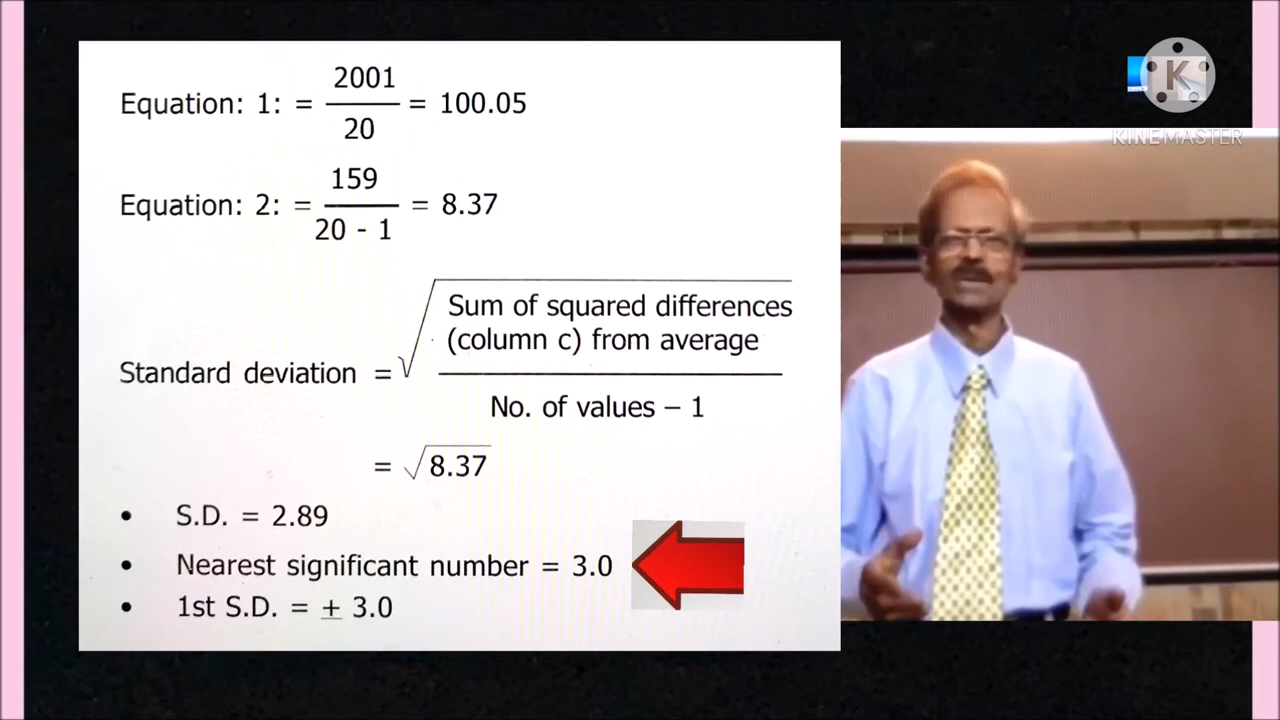 Equation: 1: = 2001/20 = 100.05
Equation: 2: = 159/20 - 1 = 8.37
Standard deviation = √ Sum of squared differences
(column c) from average
No. of values – 1
= √8.37
• S.D. = 2.89
• Nearest significant number = 3.0
• 1st S.D. = ± 3.0
K
KINEMASTER